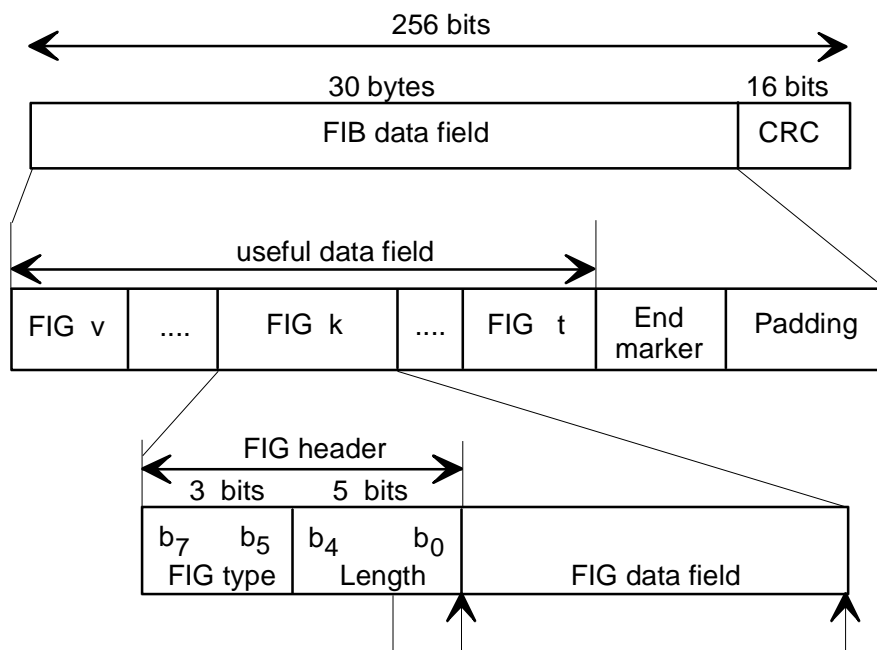 256 bits
30 bytes 16 bits
FIB data field CRC
useful data field
FIG v .... FIG k .... FIG t End marker Padding
FIG header
3 bits 5 bits
b7 b5 b4 b0
FIG type Length FIG data field